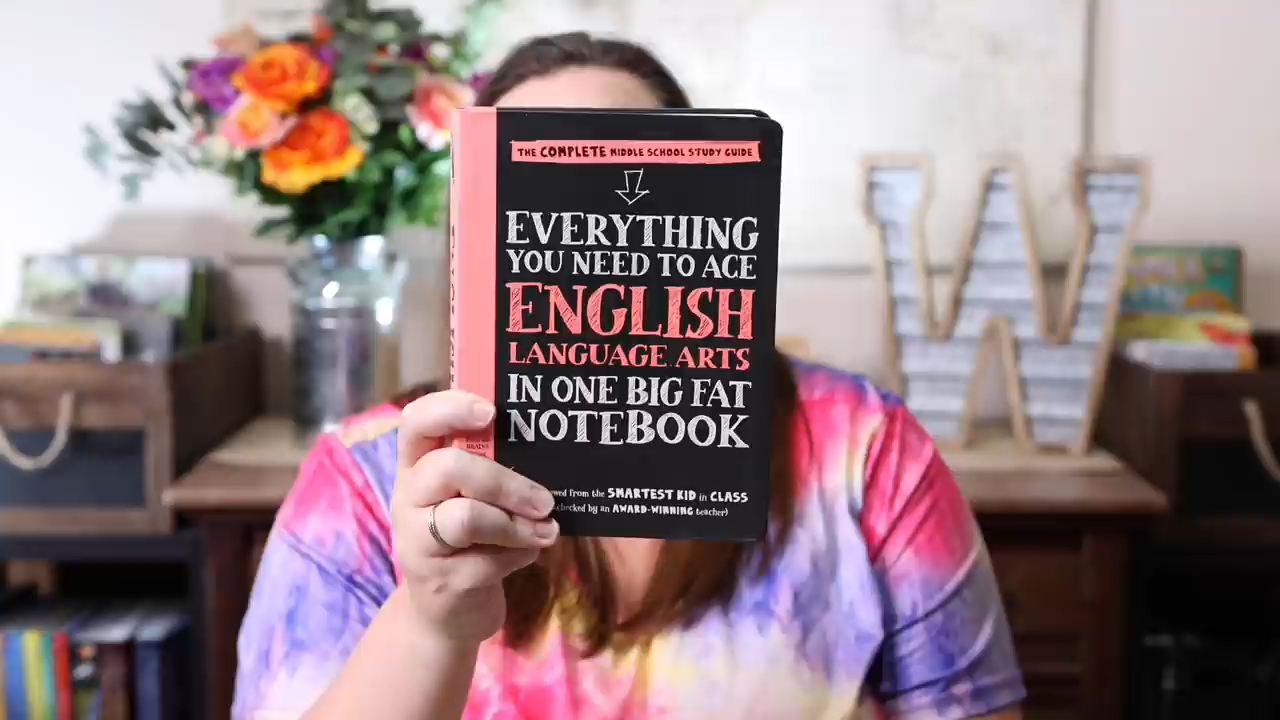 THE COMPLETE MIDDLE SCHOOL STUDY GUIDE
EVERYTHING
YOU NEED TO ACE
ENGLISH
LANGUAGE ARTS
IN ONE BIG FAT
NOTEBOOK
from the SMARTEST KID in CLASS
checked by an AWARD-WINNING teacher)
W